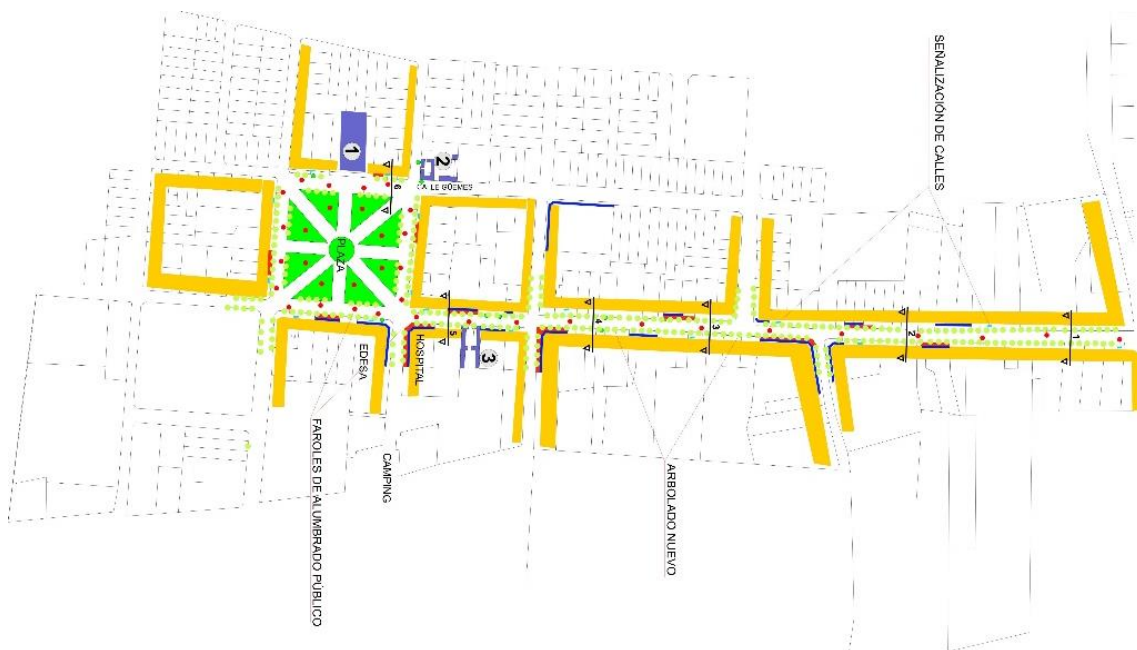 SEÑALIZACIÓN DE CALLES
1
2
CALLE GÜEMES
6
PLAZA
1
2
3
4
5
3
HOSPITAL
EDESA
CAMPING
FAROLES DE ALUMBRADO PÚBLICO
ARBOLADO NUEVO